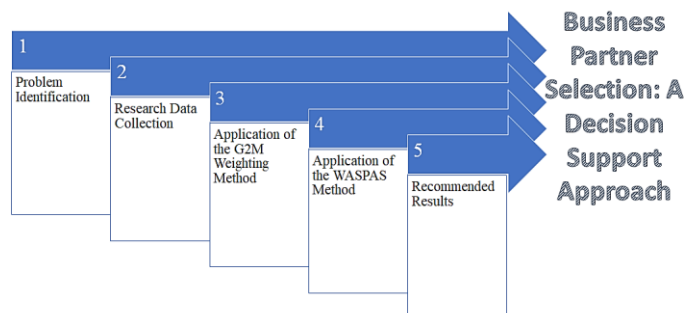 1
Problem
Identification
2
Research Data
Collection
3
Application of
the G2M
Weighting
Method
4
Application of
the WASPAS
Method
5
Recommended
Results
Business
Partner
Selection: A
Decision
Support
Approach